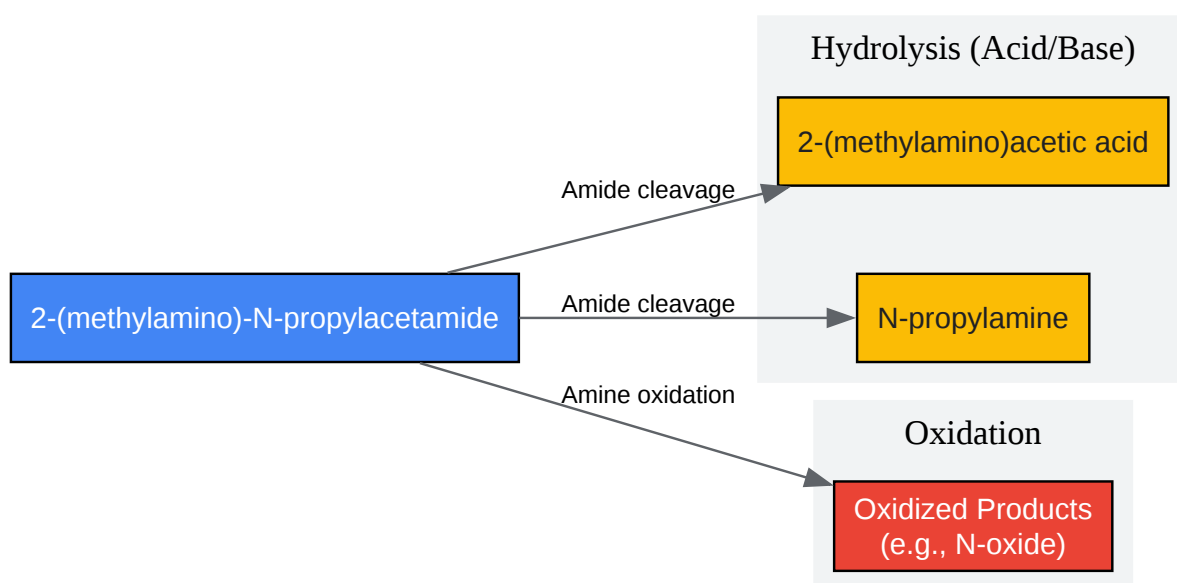 Hydrolysis (Acid/Base)
2-(methylamino)acetic acid
Amide cleavage
2-(methylamino)-N-propylacetamide
Amide cleavage
N-propylamine
Amine oxidation
Oxidation
Oxidized Products
(e.g., N-oxide)